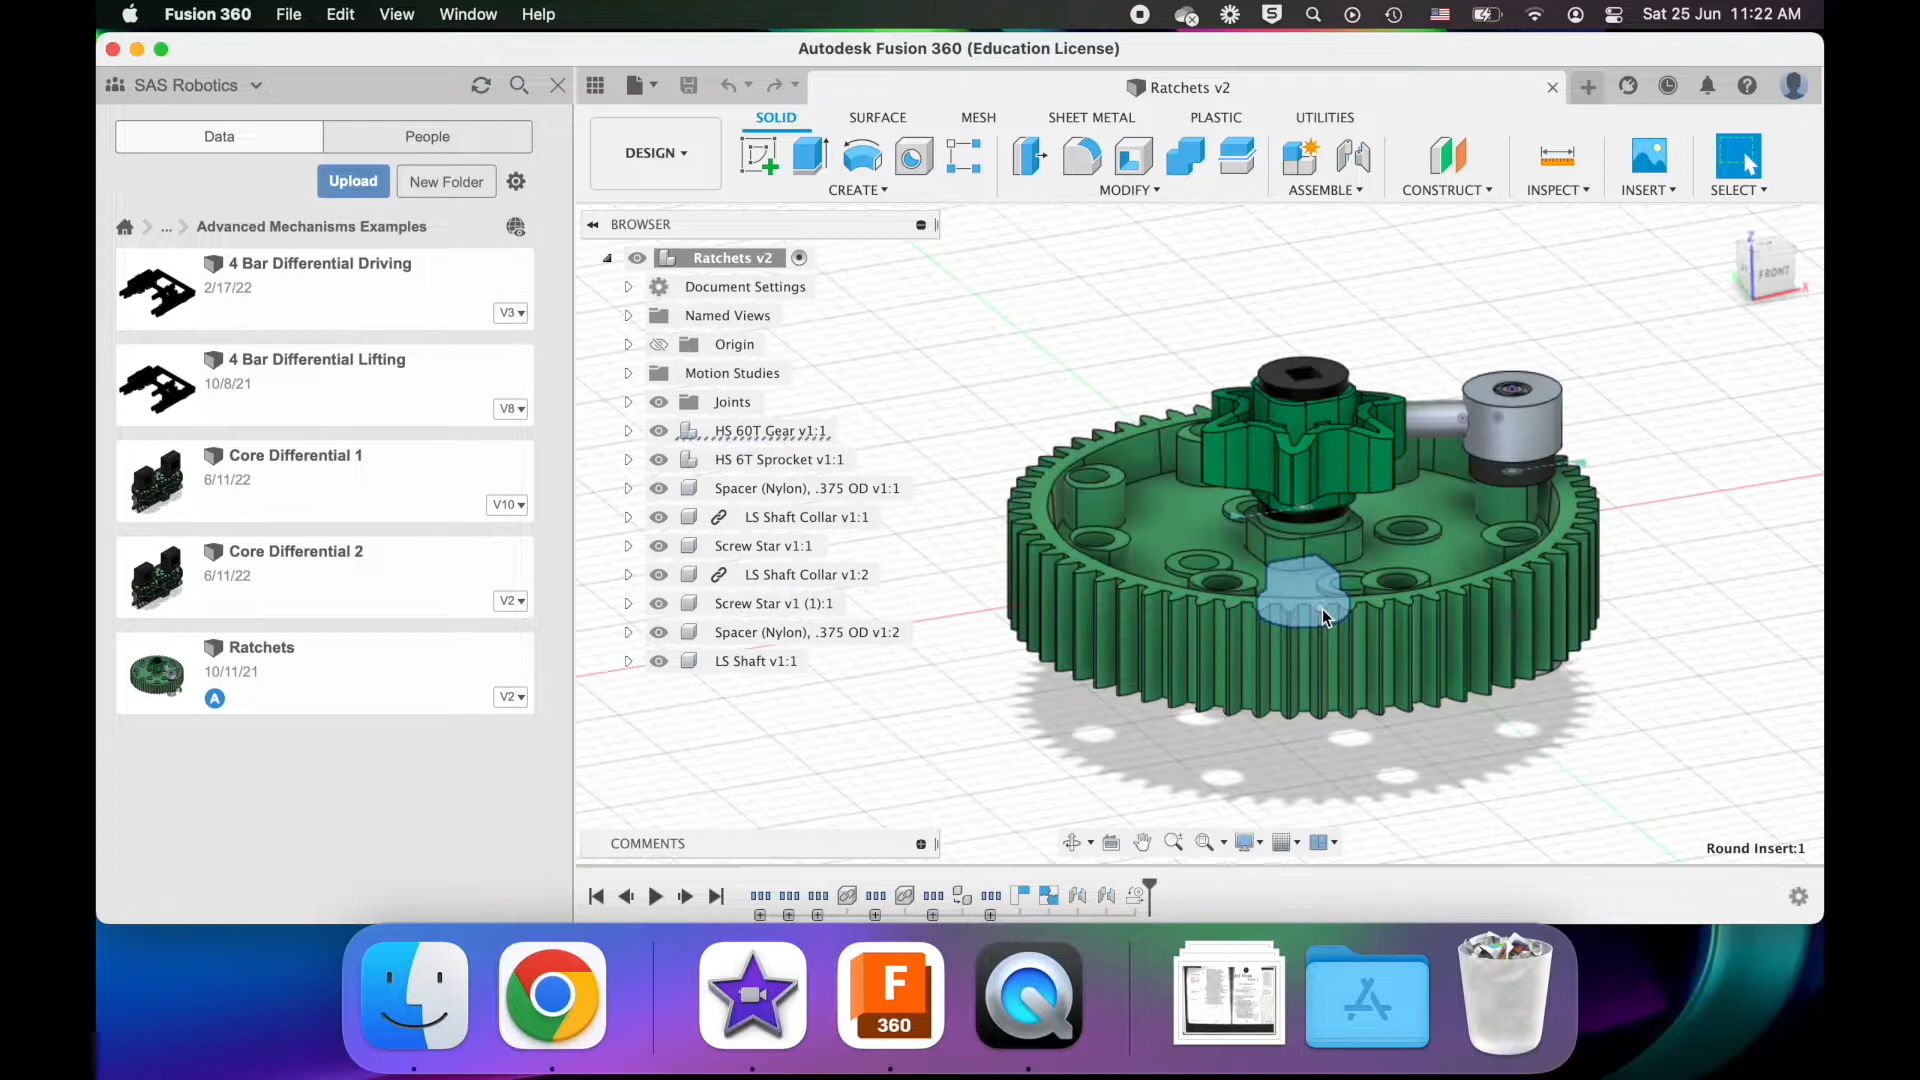 Fusion 360 File Edit View Window Help Sat 25 Jun 11:22 AM
Autodesk Fusion 360 (Education License)
SAS Robotics
Ratchets v2
Data People
Upload New Folder
... Advanced Mechanisms Examples
4 Bar Differential Driving
2/17/22
V3
4 Bar Differential Lifting
10/8/21
V8
Core Differential 1
6/11/22
V10
Core Differential 2
6/11/22
V2
Ratchets
10/11/21
A
V2
SOLID SURFACE MESH SHEET METAL PLASTIC UTILITIES
DESIGN
CREATE MODIFY ASSEMBLE CONSTRUCT INSPECT INSERT SELECT
BROWSER
Ratchets v2
Document Settings
Named Views
Origin
Motion Studies
Joints
HS 60T Gear v1:1
HS 6T Sprocket v1:1
Spacer (Nylon), .375 OD v1:1
LS Shaft Collar v1:1
Screw Star v1:1
LS Shaft Collar v1:2
Screw Star v1 (1):1
Spacer (Nylon), .375 OD v1:2
LS Shaft v1:1
Z
FRONT
X
COMMENTS
Round Insert:1
F
360